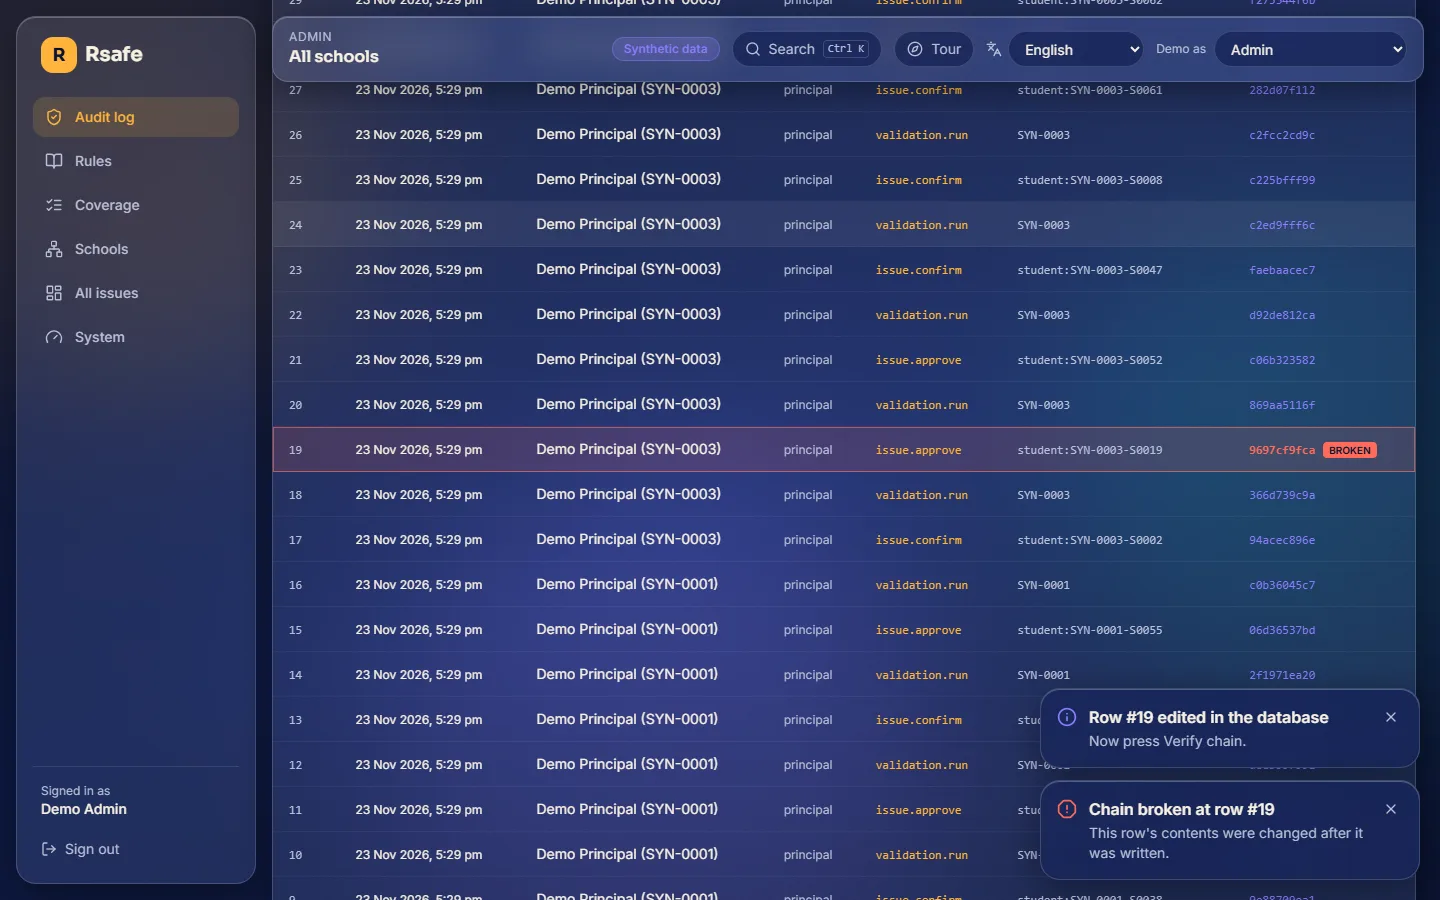 R Rsafe
Audit log
Rules
Coverage
Schools
All issues
System
Signed in as
Demo Admin
Sign out
ADMIN
All schools
Synthetic data
Search Ctrl K
Tour
English
Demo as
Admin
27 23 Nov 2026, 5:29 pm Demo Principal (SYN-0003) principal issue.confirm student:SYN-0003-S0061 282d07f112
26 23 Nov 2026, 5:29 pm Demo Principal (SYN-0003) principal validation.run SYN-0003 c2fcc2cd9c
25 23 Nov 2026, 5:29 pm Demo Principal (SYN-0003) principal issue.confirm student:SYN-0003-S0008 c225bfff99
24 23 Nov 2026, 5:29 pm Demo Principal (SYN-0003) principal validation.run SYN-0003 c2ed9fff6c
23 23 Nov 2026, 5:29 pm Demo Principal (SYN-0003) principal issue.confirm student:SYN-0003-S0047 faebaacec7
22 23 Nov 2026, 5:29 pm Demo Principal (SYN-0003) principal validation.run SYN-0003 d92de812ca
21 23 Nov 2026, 5:29 pm Demo Principal (SYN-0003) principal issue.approve student:SYN-0003-S0052 c06b323582
20 23 Nov 2026, 5:29 pm Demo Principal (SYN-0003) principal validation.run SYN-0003 869aa5116f
19 23 Nov 2026, 5:29 pm Demo Principal (SYN-0003) principal issue.approve student:SYN-0003-S0019 9697cf9fca BROKEN
18 23 Nov 2026, 5:29 pm Demo Principal (SYN-0003) principal validation.run SYN-0003 366d739c9a
17 23 Nov 2026, 5:29 pm Demo Principal (SYN-0003) principal issue.confirm student:SYN-0003-S0002 94acec896e
16 23 Nov 2026, 5:29 pm Demo Principal (SYN-0001) principal validation.run SYN-0001 c0b36045c7
15 23 Nov 2026, 5:29 pm Demo Principal (SYN-0001) principal issue.approve student:SYN-0001-S0055 06d36537bd
14 23 Nov 2026, 5:29 pm Demo Principal (SYN-0001) principal validation.run SYN-0001 2f1971ea20
13 23 Nov 2026, 5:29 pm Demo Principal (SYN-0001) principal issue.confirm
12 23 Nov 2026, 5:29 pm Demo Principal (SYN-0001) principal validation.run
11 23 Nov 2026, 5:29 pm Demo Principal (SYN-0001) principal issue.approve
10 23 Nov 2026, 5:29 pm Demo Principal (SYN-0001) principal validation.run
Row #19 edited in the database
Now press Verify chain.
Chain broken at row #19
This row's contents were changed after it
was written.